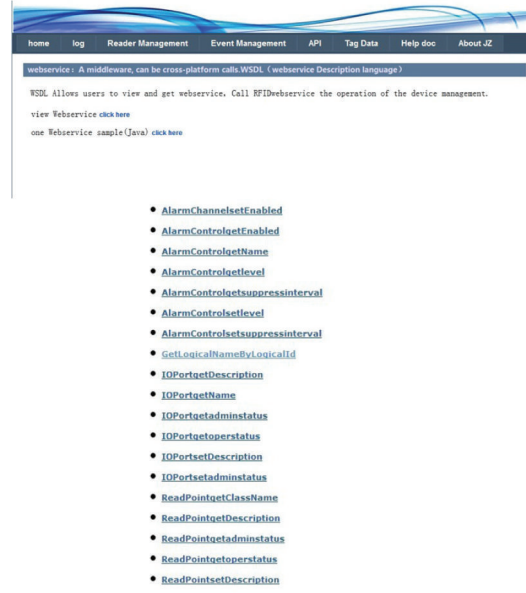 home log Reader Management Event Management API Tag Data Help doc About JZ
webservice: A middleware, can be cross-platform calls.WSDL（webservice Description language）
WSDL Allows users to view and get webservice, Call RFIDwebservice the operation of the device management.
view Webservice click here
one Webservice sample(Java) click here
AlarmChannelsetEnabled
AlarmControlgetEnabled
AlarmControlgetName
AlarmControlgetlevel
AlarmControlgetsuppressinterval
AlarmControlsetlevel
AlarmControlsetsuppressinterval
GetLogicalNameByLogicalId
IOPortgetDescription
IOPortgetName
IOPortgetadminstatus
IOPortgetoperstatus
IOPortsetDescription
IOPortsetadminstatus
ReadPointgetClassName
ReadPointgetDescription
ReadPointgetadminstatus
ReadPointgetoperstatus
ReadPointsetDescription